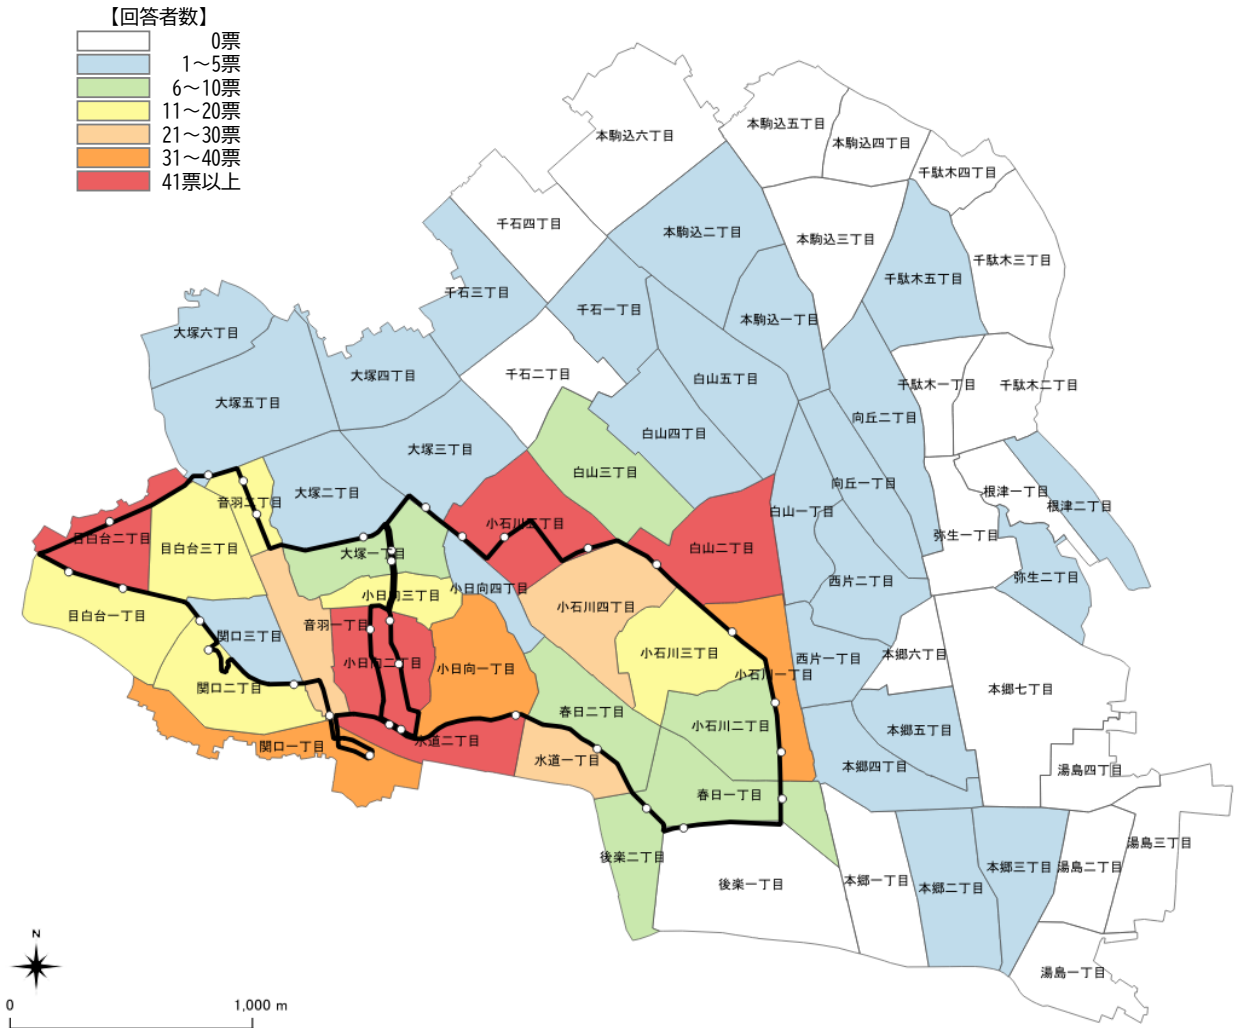 【回答者数】
0票
1～5票
6～10票
11～20票
21～30票
31～40票
41票以上
本駒込六丁目
本駒込五丁目
本駒込四丁目
千駄木四丁目
千石四丁目
本駒込二丁目
本駒込三丁目
千駄木三丁目
千駄木五丁目
千石三丁目
千石一丁目
本駒込一丁目
大塚六丁目
大塚四丁目
千石二丁目
白山五丁目
千駄木一丁目
千駄木二丁目
大塚五丁目
向丘二丁目
白山四丁目
大塚三丁目
白山三丁目
向丘一丁目
根津一丁目
根津二丁目
大塚二丁目
音羽二丁目
白山一丁目
小石川五丁目
弥生一丁目
目白台二丁目
目白台三丁目
大塚一丁目
白山二丁目
西片二丁目
弥生二丁目
小日向四丁目
小日向三丁目
小石川四丁目
目白台一丁目
音羽一丁目
関口三丁目
小石川三丁目
西片一丁目
本郷六丁目
小日向二丁目
小日向一丁目
小石川一丁目
関口二丁目
本郷七丁目
春日二丁目
小石川二丁目
本郷五丁目
水道二丁目
関口一丁目
水道一丁目
本郷四丁目
湯島四丁目
春日一丁目
湯島三丁目
後楽二丁目
本郷三丁目
湯島二丁目
後楽一丁目
本郷一丁目
本郷二丁目
湯島一丁目
N
0
1,000 m